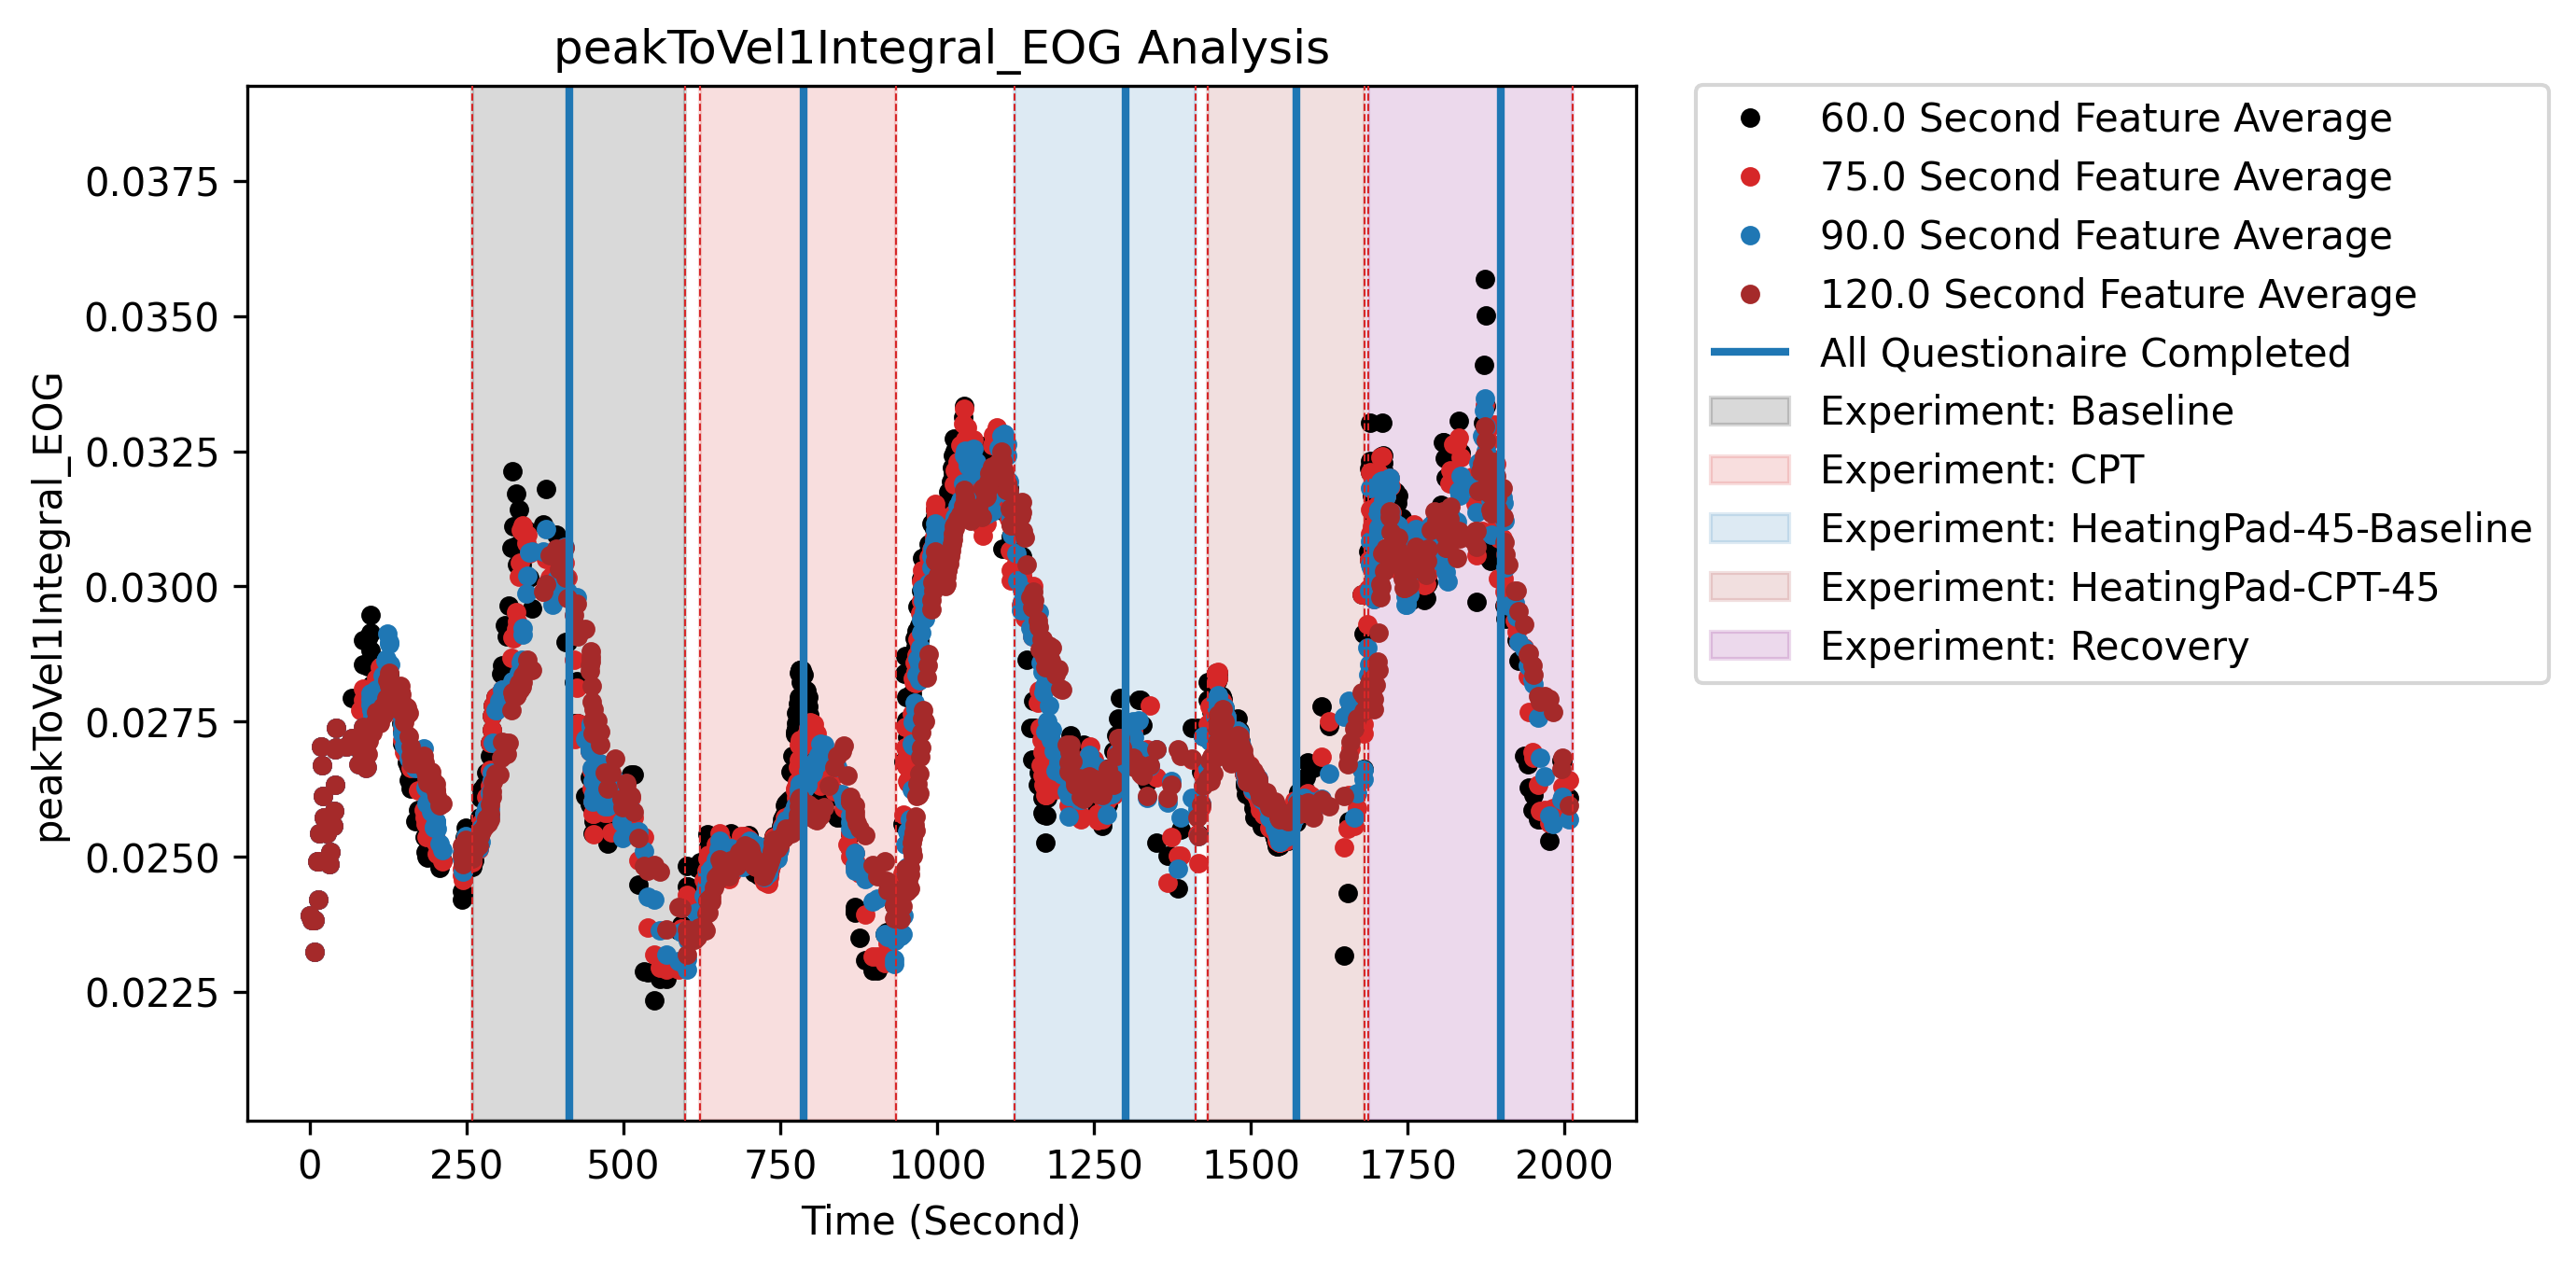 peakToVel1Integral_EOG Analysis
peakToVel1Integral_EOG
0.0375
0.0350
0.0325
0.0300
0.0275
0.0250
0.0225
0 250 500 750 1000 1250 1500 1750 2000
Time (Second)
60.0 Second Feature Average
75.0 Second Feature Average
90.0 Second Feature Average
120.0 Second Feature Average
All Questionaire Completed
Experiment: Baseline
Experiment: CPT
Experiment: HeatingPad-45-Baseline
Experiment: HeatingPad-CPT-45
Experiment: Recovery